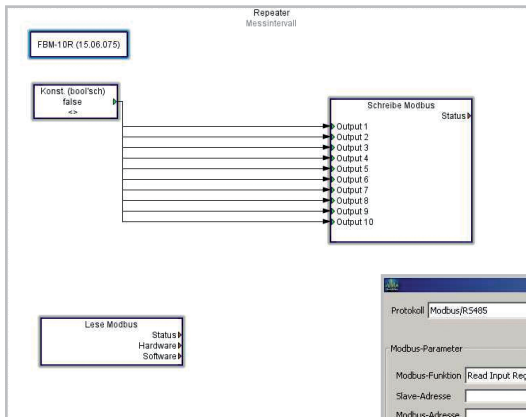 Repeater
Messintervall
FBM-10R (15.06.075)
Konst. (bool'sch)
false
<>
Schreibe Modbus
Status
Output 1
Output 2
Output 3
Output 4
Output 5
Output 6
Output 7
Output 8
Output 9
Output 10
Lese Modbus
Status
Hardware
Software
Protokoll Modbus/RS485
Modbus-Parameter
Modbus-Funktion Read Input Reg
Slave-Adresse
Modbus-Adresse